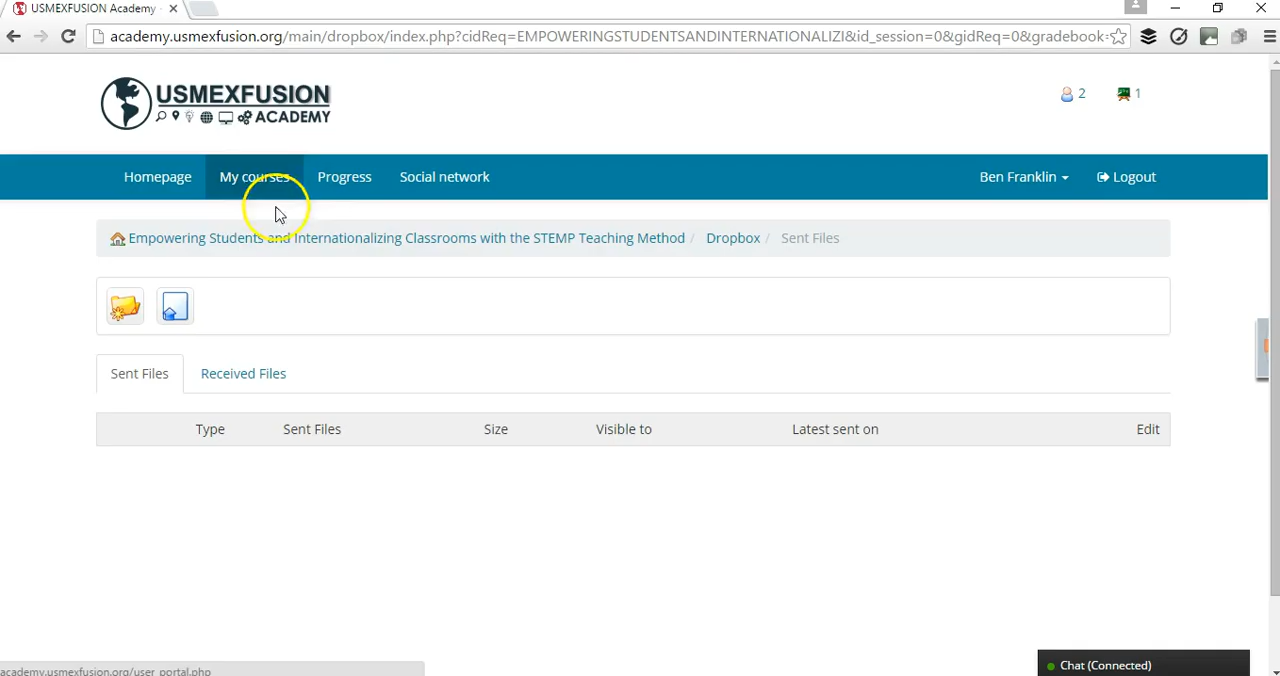 USMEXFUSION Academy
academy.usmexfusion.org/main/dropbox/index.php?cidReq=EMPOWERINGSTUDENTSANDINTERNATIONALIZI&id_session=0&gidReq=0&gradebook
USMEXFUSION
ACADEMY
2
1
Homepage My courses Progress Social network Ben Franklin Logout
Empowering Students and Internationalizing Classrooms with the STEMP Teaching Method / Dropbox / Sent Files
Sent Files Received Files
Type Sent Files Size Visible to Latest sent on Edit
Chat (Connected)
academy.usmexfusion.org/user_portal.php